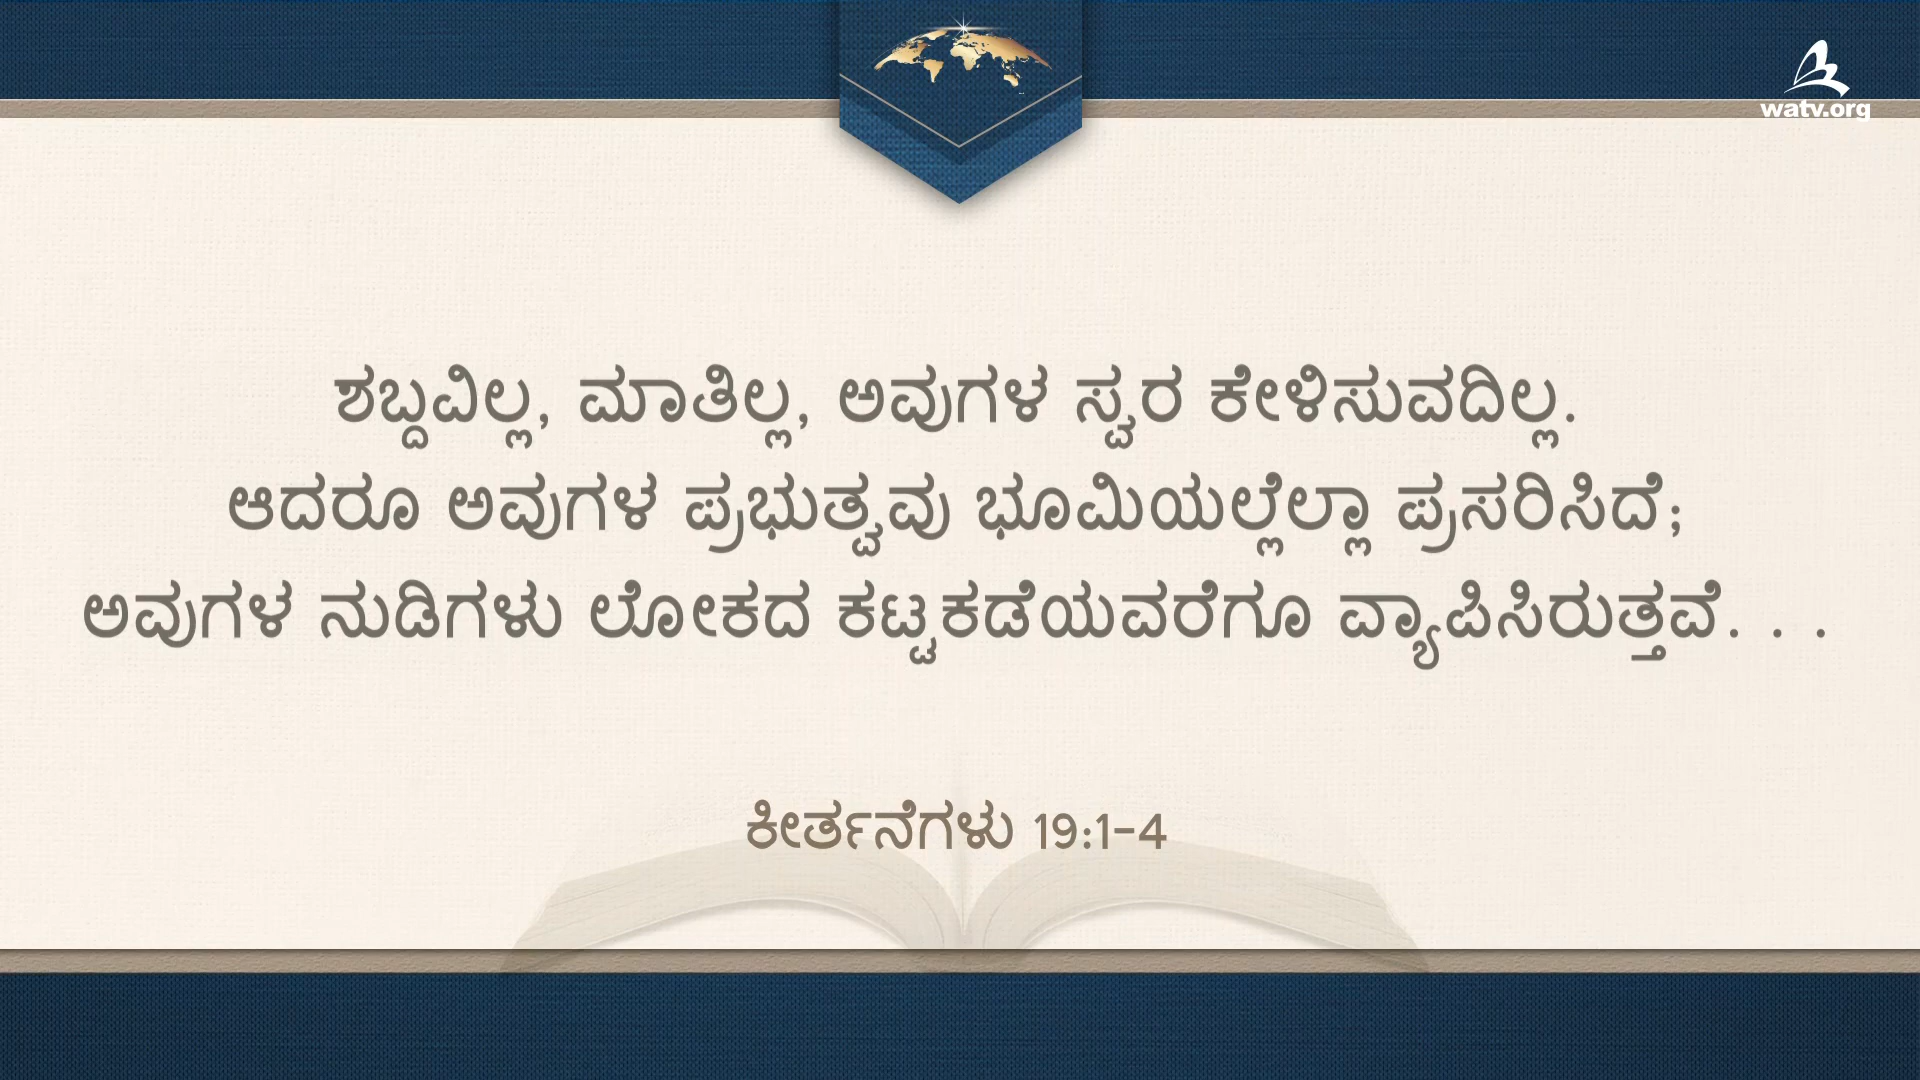 watv.org
ಶಬ್ದವಿಲ್ಲ, ಮಾತಿಲ್ಲ, ಅವುಗಳ ಸ್ವರ ಕೇಳಿಸುವದಿಲ್ಲ.
ಆದರೂ ಅವುಗಳ ಪ್ರಭುತ್ವವು ಭೂಮಿಯಲ್ಲೆಲ್ಲಾ ಪ್ರಸರಿಸಿದೆ;
ಅವುಗಳ ನುಡಿಗಳು ಲೋಕದ ಕಟ್ಟಕಡೆಯವರೆಗೂ ವ್ಯಾಪಿಸಿರುತ್ತವೆ. . .
ಕೀರ್ತನೆಗಳು 19:1-4